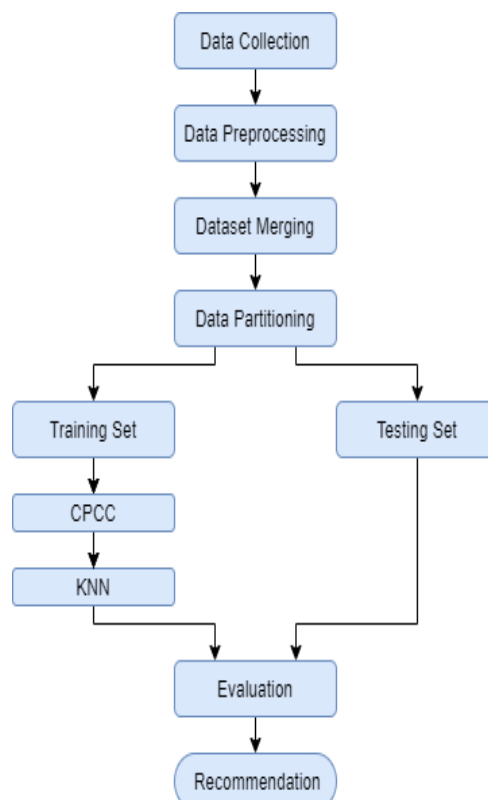 Data Collection
Data Preprocessing
Dataset Merging
Data Partitioning
Training Set
Testing Set
CPCC
KNN
Evaluation
Recommendation